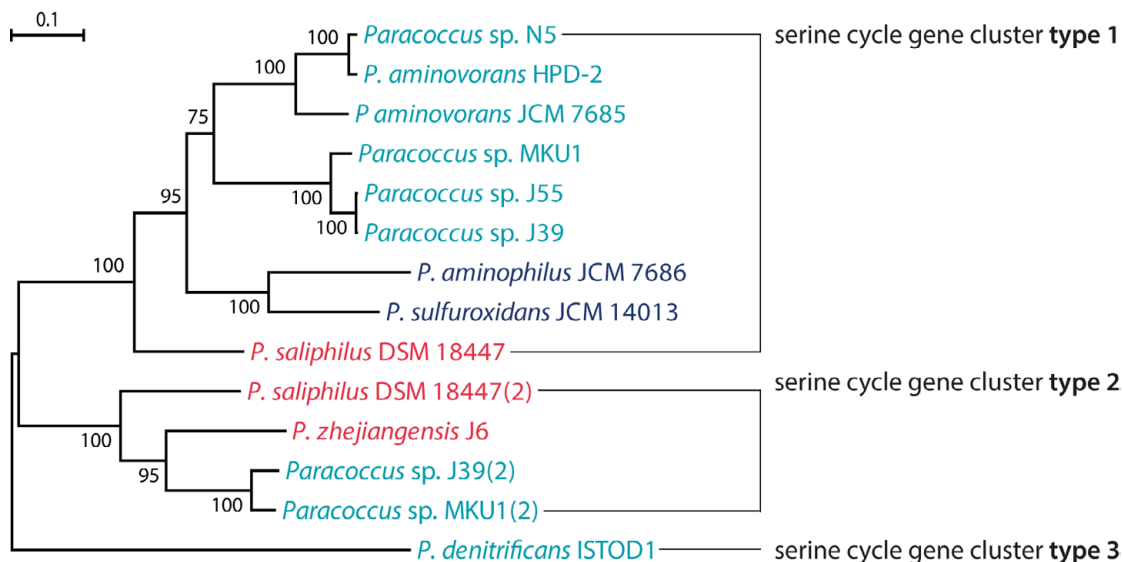 0.1
Paracoccus sp. N5
serine cycle gene cluster type 1
100
P. aminovorans HPD-2
100
P aminovorans JCM 7685
75
Paracoccus sp. MKU1
100
Paracoccus sp. J55
95
100
Paracoccus sp. J39
100
P. aminophilus JCM 7686
100
P. sulfuroxidans JCM 14013
P. saliphilus DSM 18447
P. saliphilus DSM 18447(2)
serine cycle gene cluster type 2
100
P. zhejiangensis J6
95
Paracoccus sp. J39(2)
100
Paracoccus sp. MKU1(2)
P. denitrificans ISTOD1
serine cycle gene cluster type 3